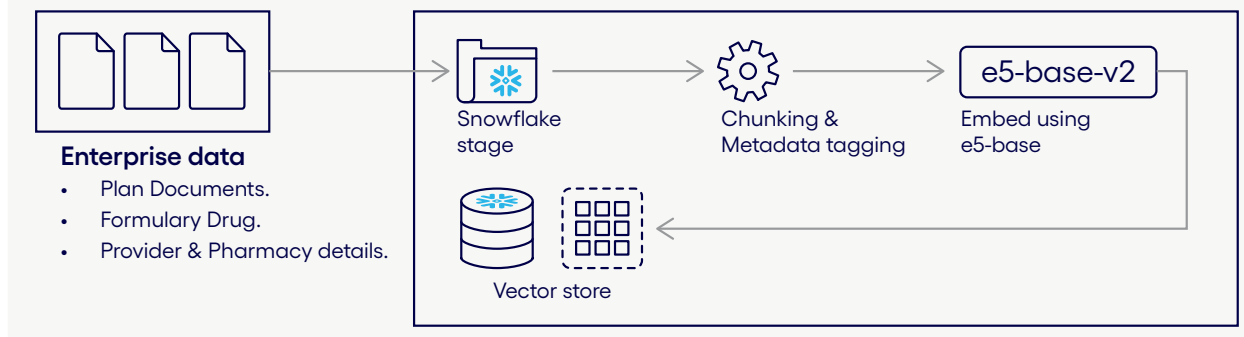 e5-base-v2
Snowflake
stage
Chunking &
Metadata tagging
Embed using
e5-base
Enterprise data
• Plan Documents.
• Formulary Drug.
• Provider & Pharmacy details.
Vector store